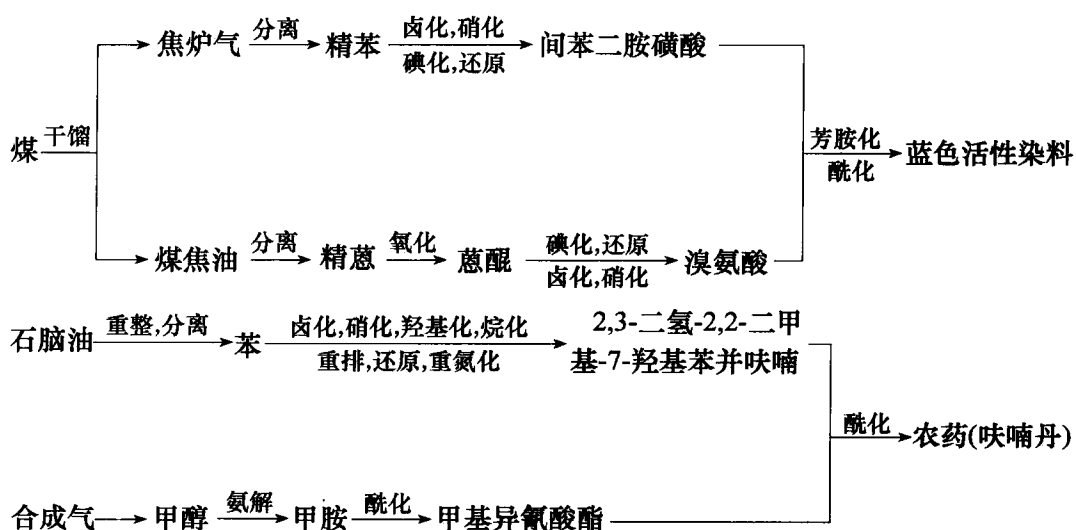 焦炉气 分离 精苯 卤化,硝化 间苯二胺磺酸
碘化,还原
煤 干馏
芳胺化 蓝色活性染料
酰化
煤焦油 分离 精蒽 氧化 蒽醌 碘化,还原 溴氨酸
卤化,硝化
石脑油 重整,分离 苯 卤化,硝化,羟基化,烷化
重排,还原,重氮化
2,3-二氢-2,2-二甲
基-7-羟基苯并呋喃
酰化 农药(呋喃丹)
合成气 甲醇 氨解 甲胺 酰化 甲基异氰酸酯